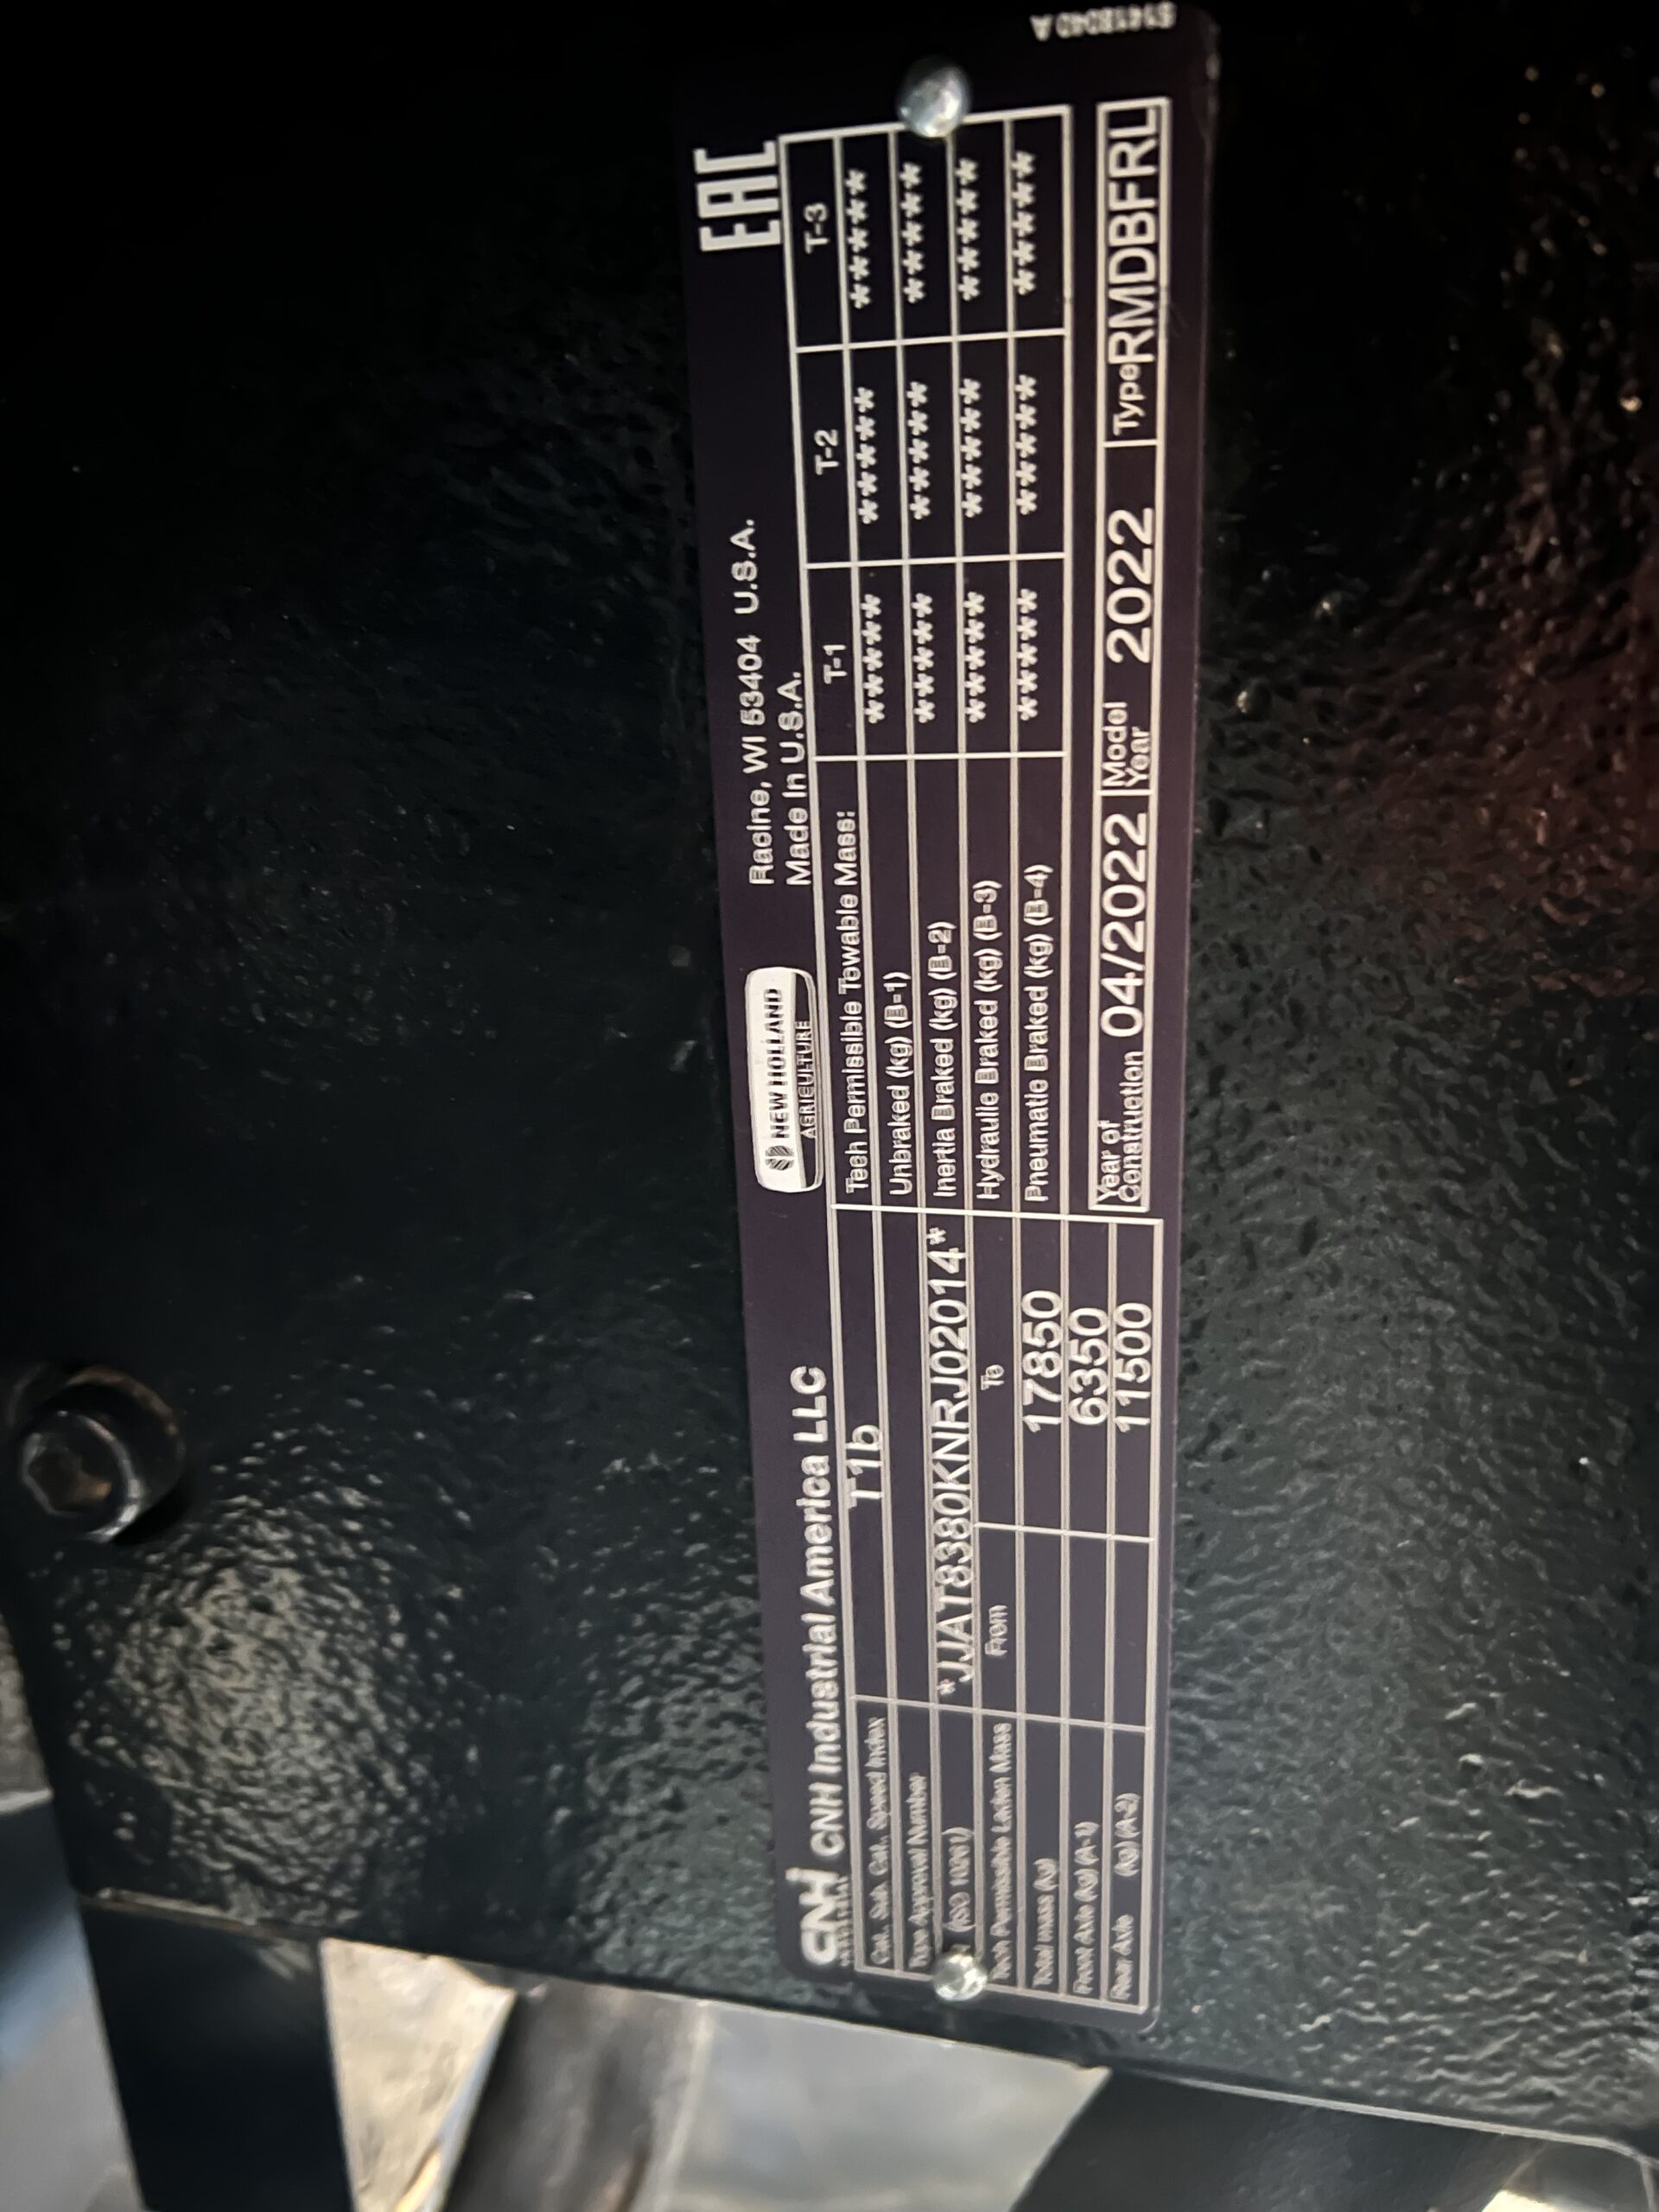 CNH CNH Industrial America LLC
NEW HOLLAND
AGRICULTURE
Racine, WI 53404 U.S.A.
Made In U.S.A.
EAC
Cat., Sub. Cat., Speed Index T1b
Type Approval Number
(ISO 10261) *JJAT8380KNRJ02014*
Tech Permissible Laden Mass From To
Total mass (kg) 17850
Front Axle (kg) (A-1) 6350
Rear Axle (kg) (A-2) 11500
Tech Permissible Towable Mass: T-1 T-2 T-3
Unbraked (kg) (B-1) ****** ****** ******
Inertia Braked (kg) (B-2) ****** ****** ******
Hydraulic Braked (kg) (B-3) ****** ****** ******
Pneumatic Braked (kg) (B-4) ****** ****** ******
Year of
Construction 04/2022 Model
Year 2022 Type RMDBFRL